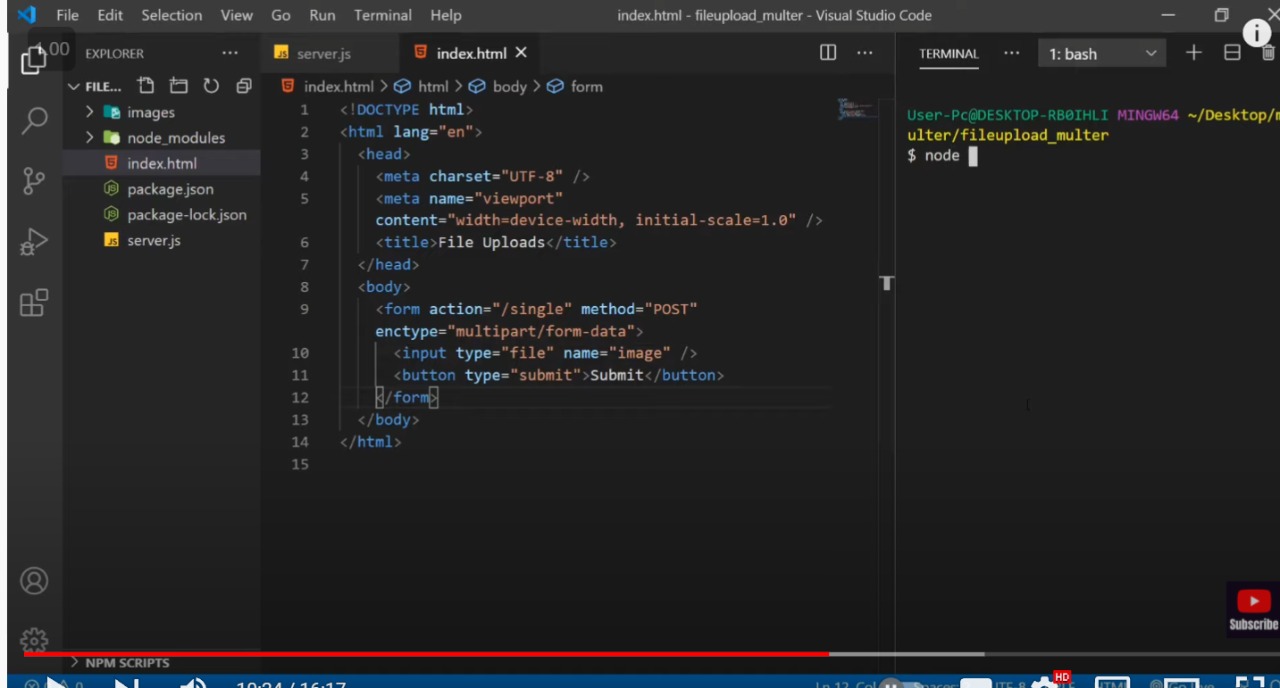 File Edit Selection View Go Run Terminal Help index.html - fileupload_multer - Visual Studio Code
EXPLORER
FILE...
images
node_modules
index.html
package.json
package-lock.json
server.js
NPM SCRIPTS
server.js index.html
index.html > html > body > form
1 <!DOCTYPE html>
2 <html lang="en">
3 <head>
4 <meta charset="UTF-8" />
5 <meta name="viewport"
content="width=device-width, initial-scale=1.0" />
6 <title>File Uploads</title>
7 </head>
8 <body>
9 <form action="/single" method="POST"
enctype="multipart/form-data">
10 <input type="file" name="image" />
11 <button type="submit">Submit</button>
12 </form>
13 </body>
14 </html>
15
TERMINAL 1: bash
User-Pc@DESKTOP-RB0IHLI MINGW64 ~/Desktop/m
ulter/fileupload_multer
$ node
Subscribe
HD
10:24 / 16:17